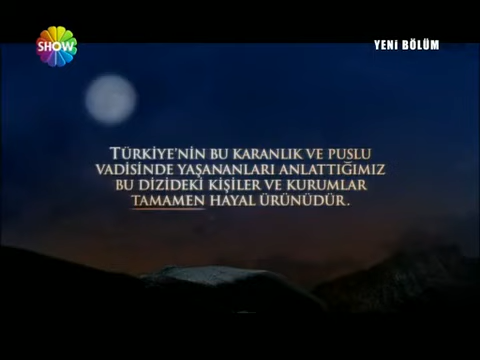 SHOW
YENİ BÖLÜM
TÜRKİYE'NİN BU KARANLIK VE PUSLU
VADİSİNDE YAŞANANLARI ANLATTIĞIMIZ
BU DİZİDEKİ KİŞİLER VE KURUMLAR
TAMAMEN HAYAL ÜRÜNÜDÜR.